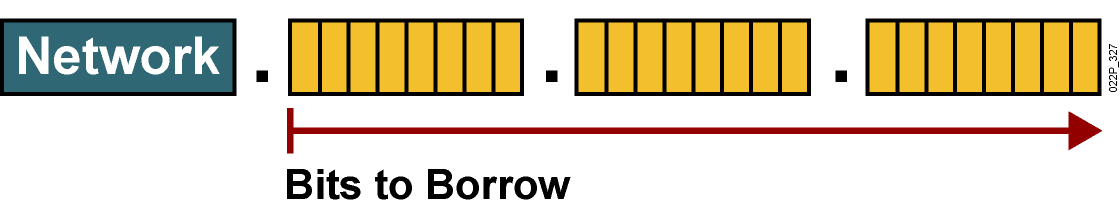 Network . . .
022P_327
Bits to Borrow